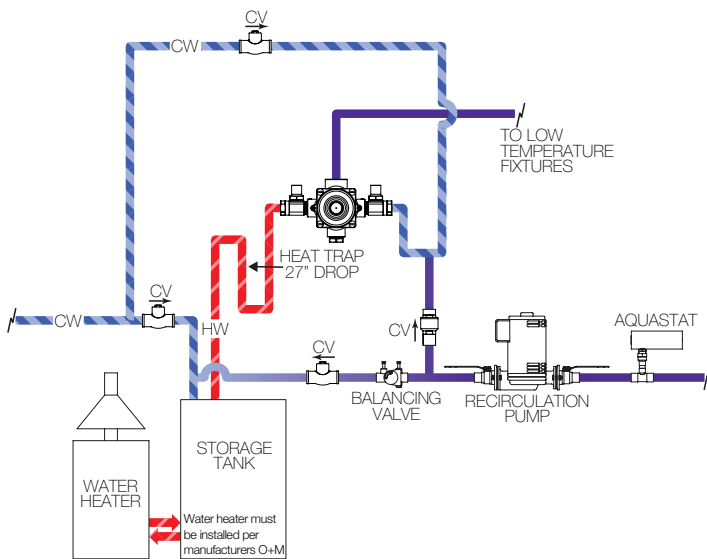 CV
CW
TO LOW
TEMPERATURE
FIXTURES
HEAT TRAP
27" DROP
CV
CW
HW
CV
CV
AQUASTAT
BALANCING
VALVE
RECIRCULATION
PUMP
STORAGE
TANK
WATER
HEATER
Water heater must
be installed per
manufacturers O+M